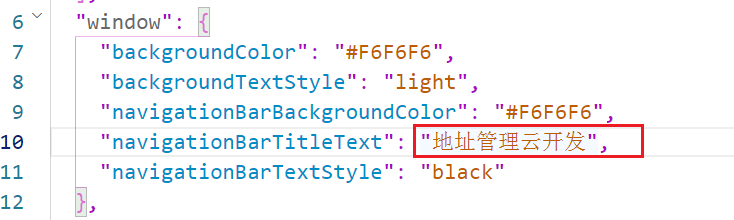 6 "window": {
7 "backgroundColor": "#F6F6F6",
8 "backgroundTextStyle": "light",
9 "navigationBarBackgroundColor": "#F6F6F6",
10 "navigationBarTitleText": "地址管理云开发",
11 "navigationBarTextStyle": "black"
12 },